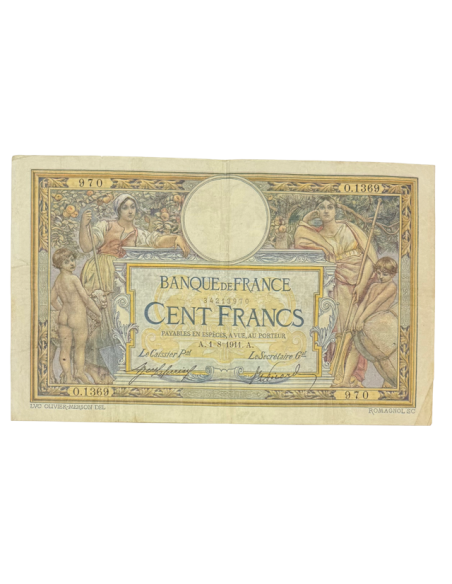 970
O.1369
BANQUE DE FRANCE
34212970
CENT FRANCS
PAYABLES EN ESPÈCES, A VUE, AU PORTEUR
A. 1-8-1911. A.
Le Caissier Pal
Le Secrétaire Gal
O.1369
970
LUC OLIVIER-MERSON DEL.
ROMAGNOL SC